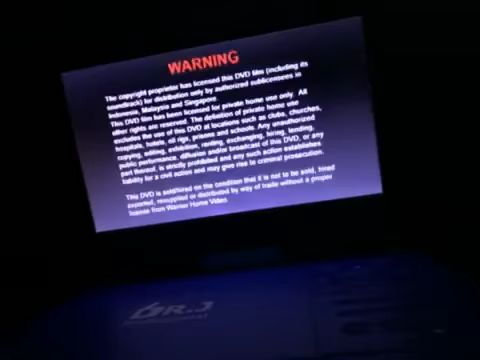 WARNING
The copyright proprietor has licensed this DVD film (including its
soundtrack) for distribution only by authorized sublicensees in
Indonesia, Malaysia and Singapore
This DVD film has been licensed for private home use only. All
other rights are reserved. The definition of private home use
excludes the use of this DVD at locations such as clubs, churches,
hospitals, hotels, oil rigs, prisons and schools. Any unauthorized
copying, editing, exhibition, renting, exchanging, hiring, lending,
public performance, diffusion and/or broadcast of this DVD, or any
part thereof, is strictly prohibited and any such action establishes
liability for a civil action and may give rise to criminal prosecution.
This DVD is sold/hired on the condition that it is not to be sold, hired
exported, resupplied or distributed by way of trade without a proper
license from Warner Home Video